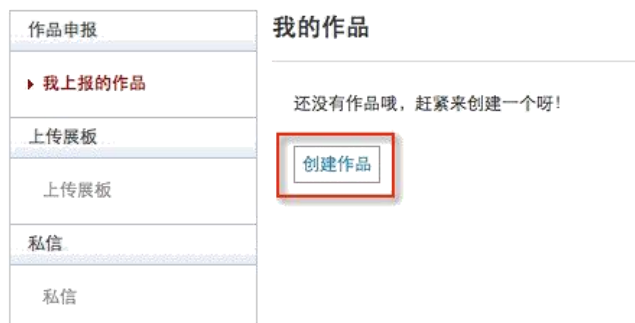 作品申报
我上报的作品
上传展板
上传展板
私信
私信
我的作品
还没有作品哦，赶紧来创建一个呀！
创建作品